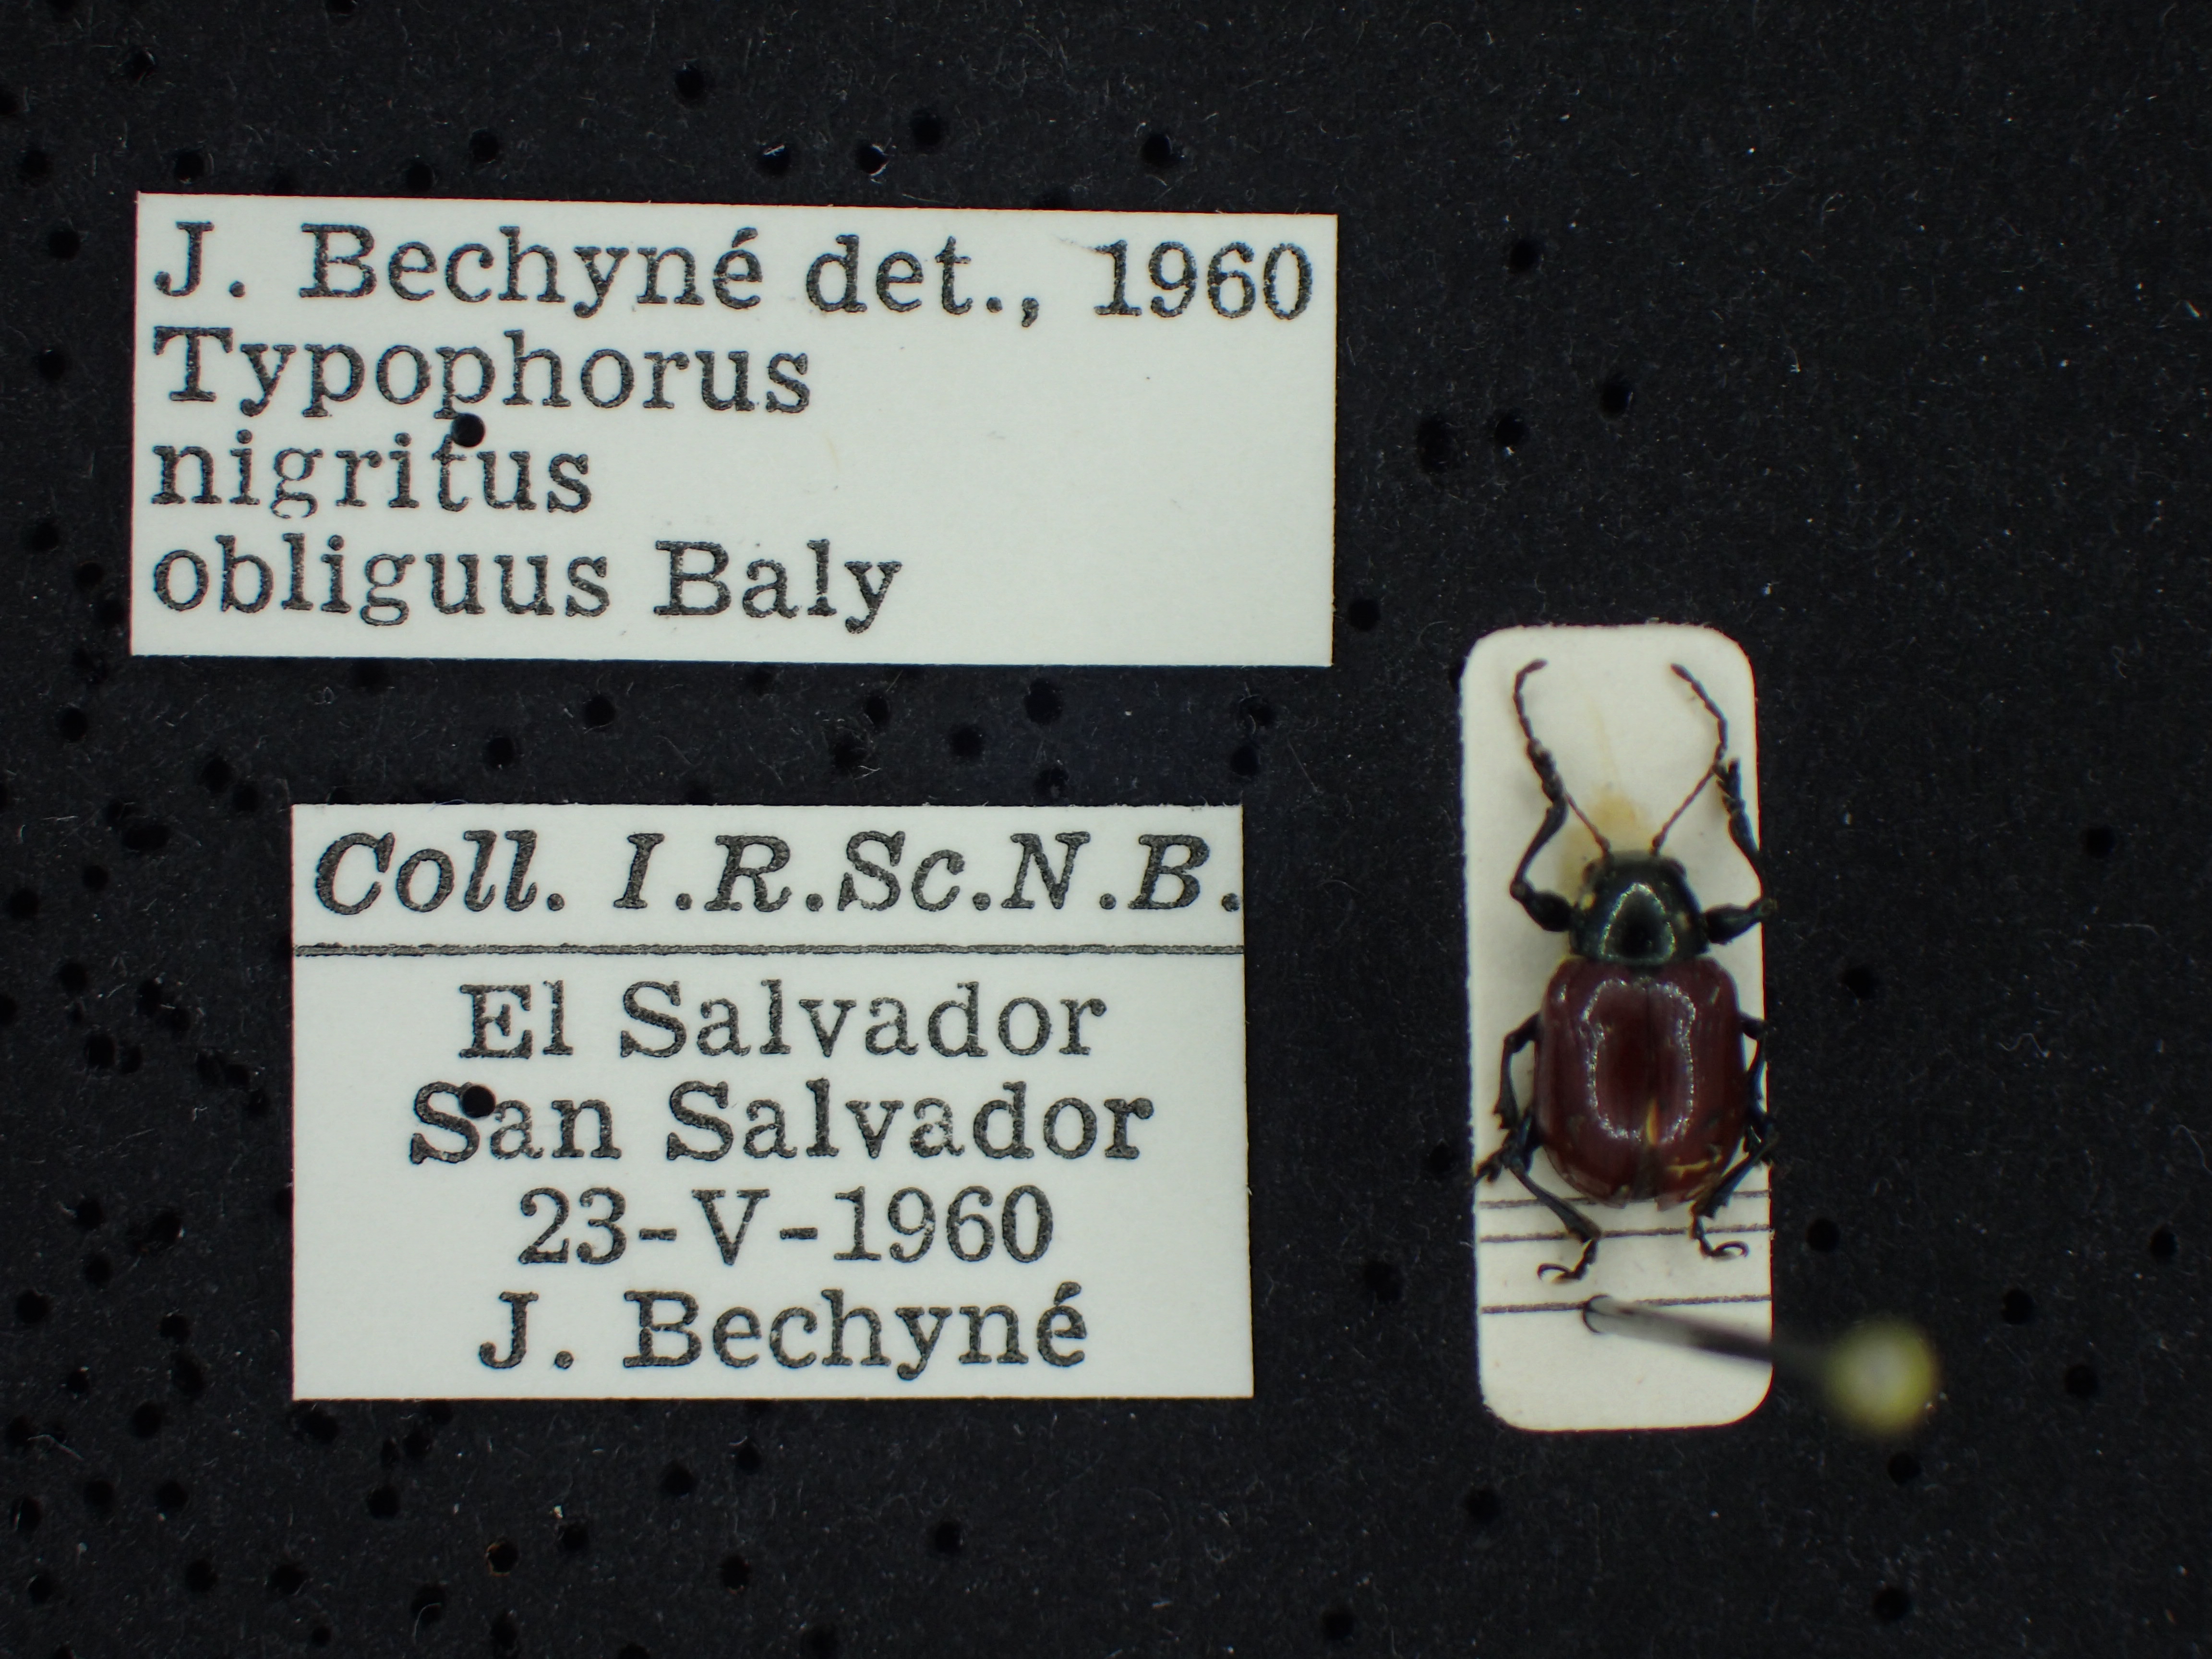 J. Bechyné det., 1960
Typophorus
nigritus
obliguus Baly
Coll. I.R.Sc.N.B.
El Salvador
San Salvador
23-V-1960
J. Bechyné